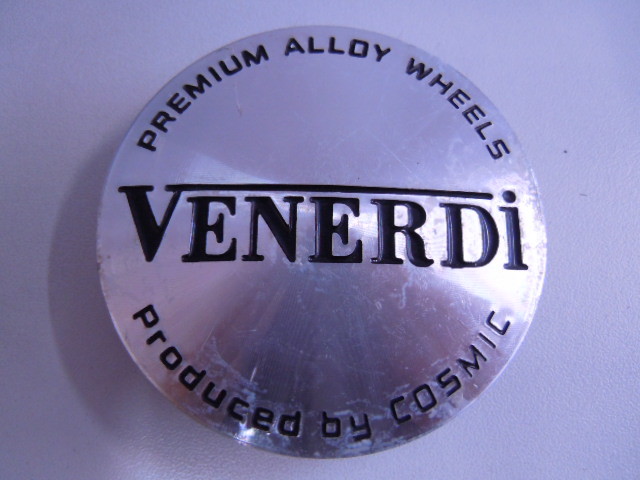 PREMIUM ALLOY WHEELS
VENERDi
Produced by COSMIC